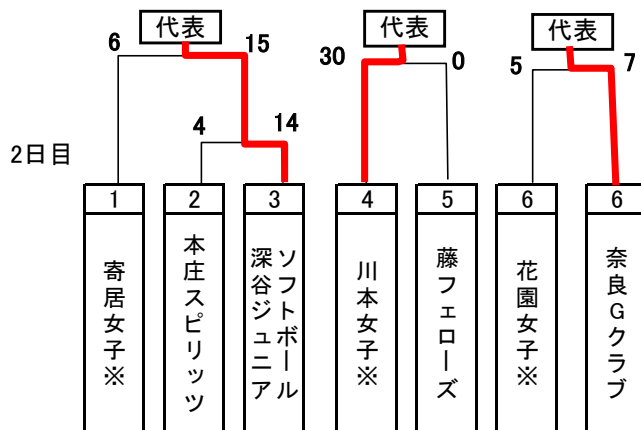 代表
代表
代表
6
15
30
0
5
7
4
14
2日目
1
2
3
4
5
6
6
寄居女子※
本庄スピリッツ
深谷ジュニア
ソフトボール
川本女子※
藤フェローズ
花園女子※
奈良Gクラブ